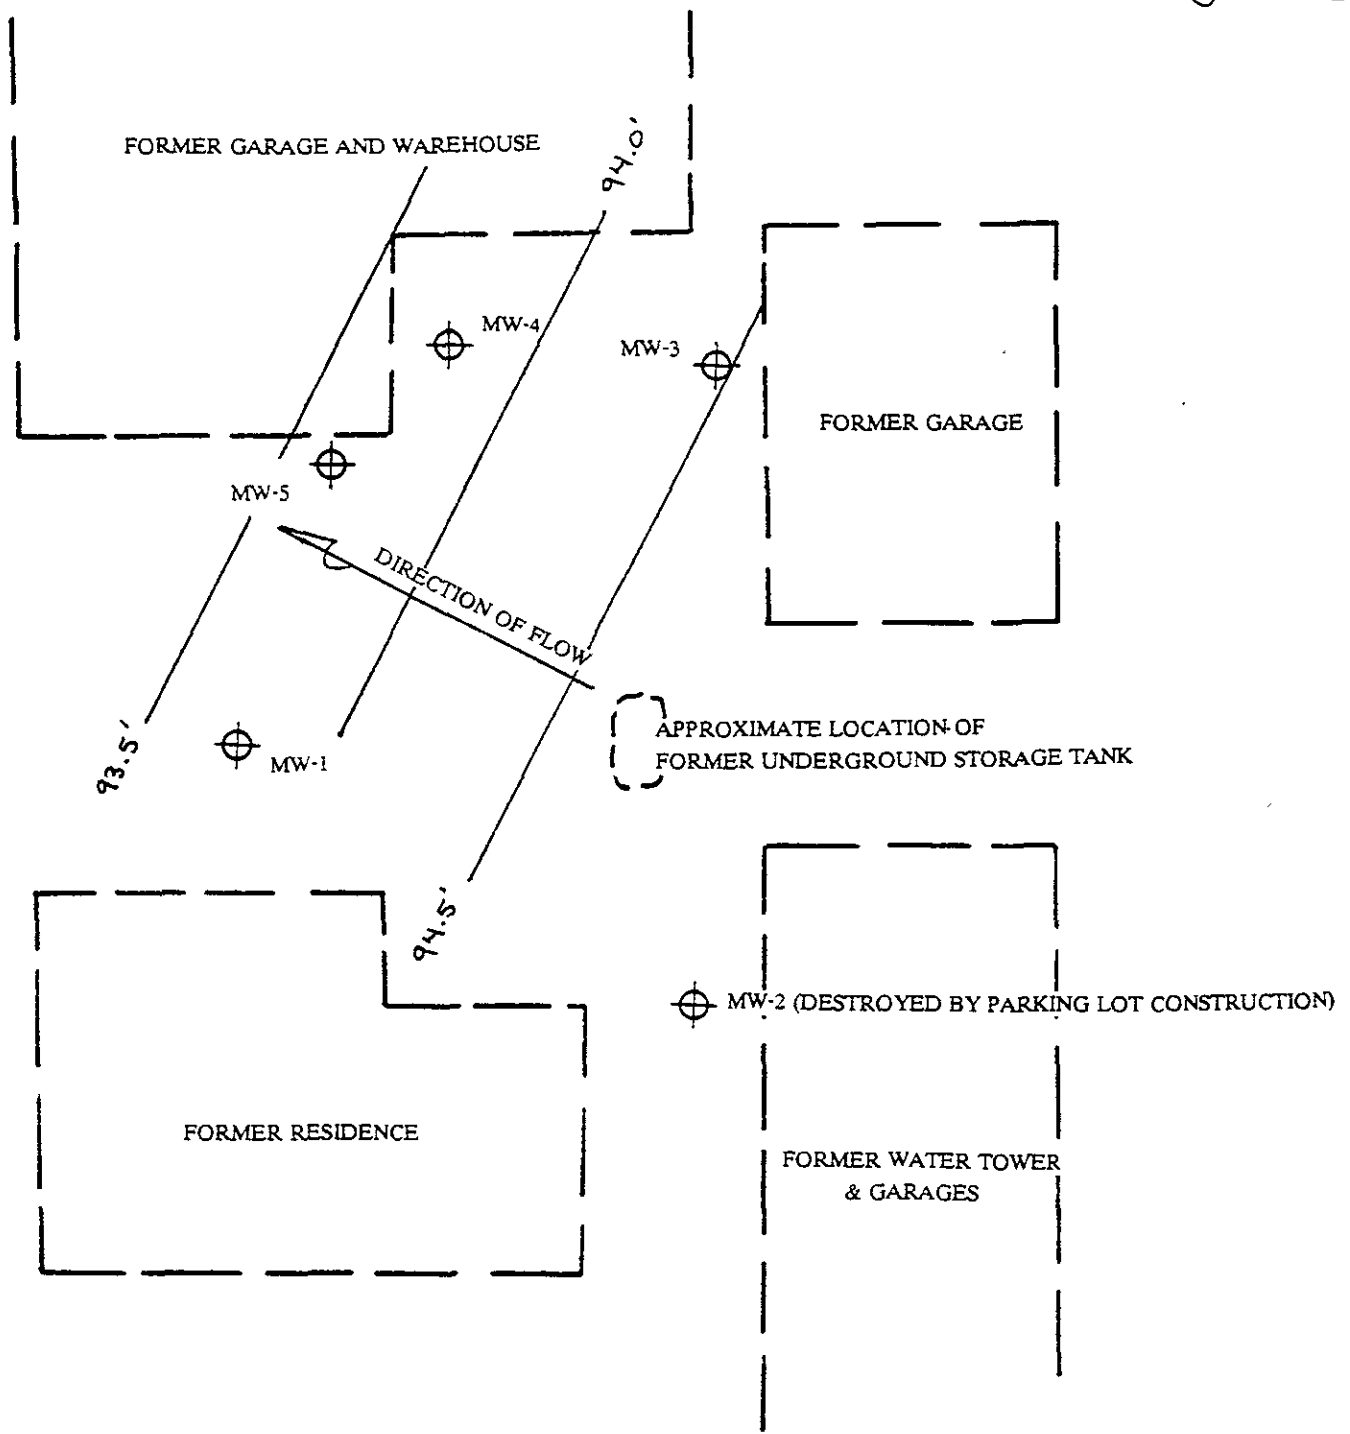 FORMER GARAGE AND WAREHOUSE
94.0'
MW-4
MW-3
FORMER GARAGE
MW-5
DIRECTION OF FLOW
93.5'
MW-1
APPROXIMATE LOCATION OF
FORMER UNDERGROUND STORAGE TANK
94.5'
MW-2 (DESTROYED BY PARKING LOT CONSTRUCTION)
FORMER RESIDENCE
FORMER WATER TOWER
& GARAGES